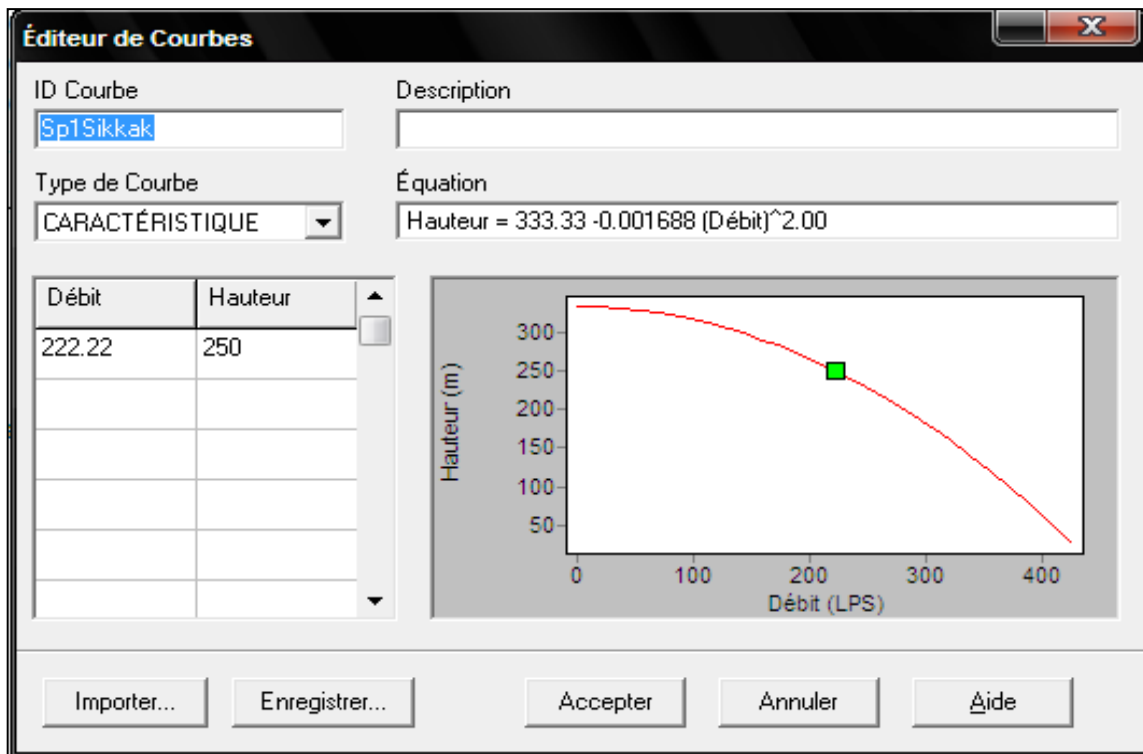 Éditeur de Courbes
ID Courbe
Description
Sp1Sikkak
Type de Courbe
Équation
CARACTÉRISTIQUE
Hauteur = 333.33 -0.001688 (Débit)^2.00
Débit Hauteur
222.22 250
Hauteur (m)
300
250
200
150
100
50
0 100 200 300 400
Débit (LPS)
Importer... Enregistrer... Accepter Annuler Aide